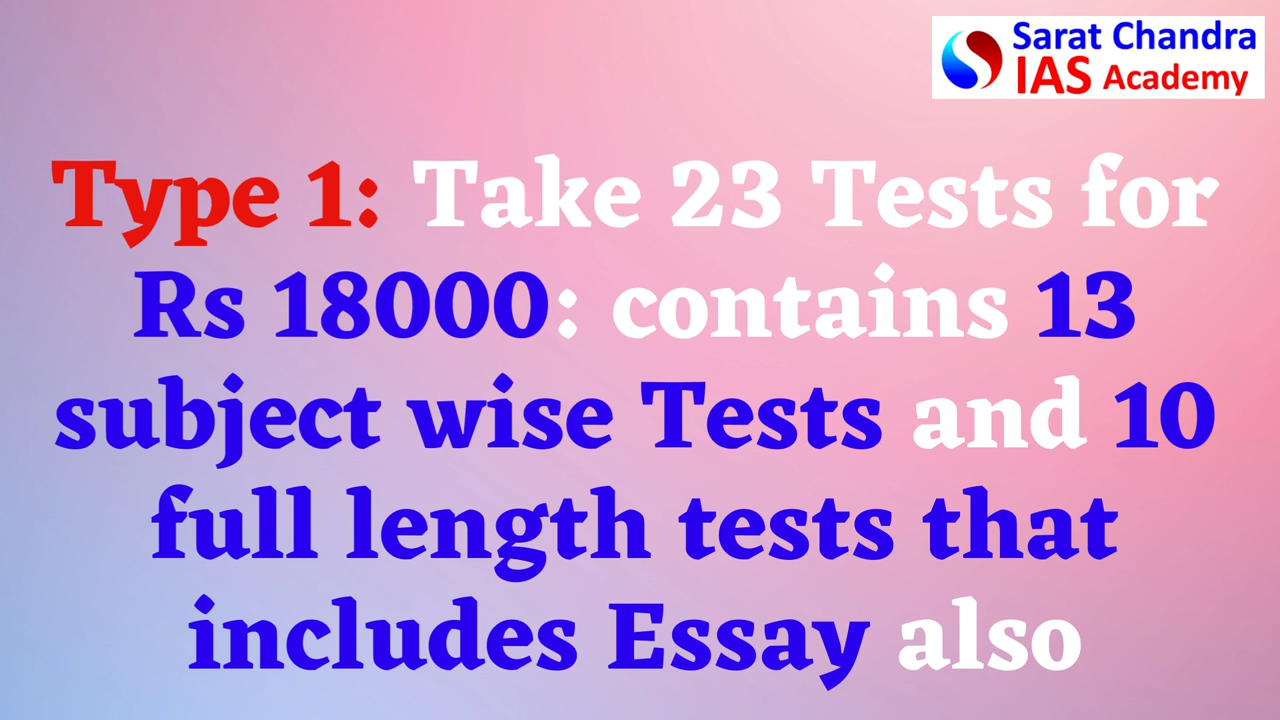 Sarat Chandra
IAS Academy
Type 1: Take 23 Tests for
Rs 18000: contains 13
subject wise Tests and 10
full length tests that
includes Essay also